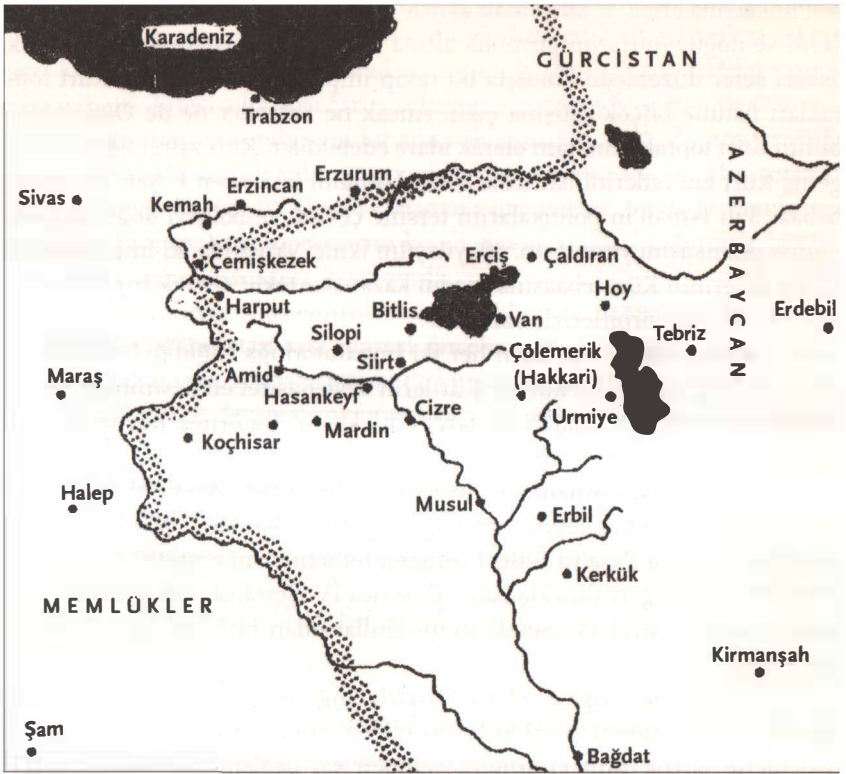 Karadeniz
GÜRCİSTAN
Trabzon
AZERBAYCAN
Sivas
Erzurum
Erzincan
Kemah
Çemişkezek
Erciş
Çaldıran
Harput
Hoy
Bitlis
Van
Erdebil
Silopi
Tebriz
Siirt
Çölemerik
(Hakkari)
Amid
Maraş
Hasankeyf
Cizre
Urmiye
Koçhisar
Mardin
Halep
Musul
Erbil
Kerkük
MEMLÜKLER
Kirmanşah
Şam
Bağdat